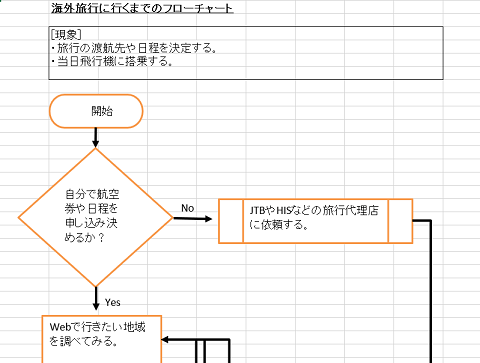 海外旅行に行くまでのフローチャート
[現象]
・旅行の渡航先や日程を決定する。
・当日飛行機に搭乗する。
開始
自分で航空
券や日程を
申し込み決
めるか？
No
JTBやHISなどの旅行代理店
に依頼する。
Yes
Webで行きたい地域
を調べてみる。